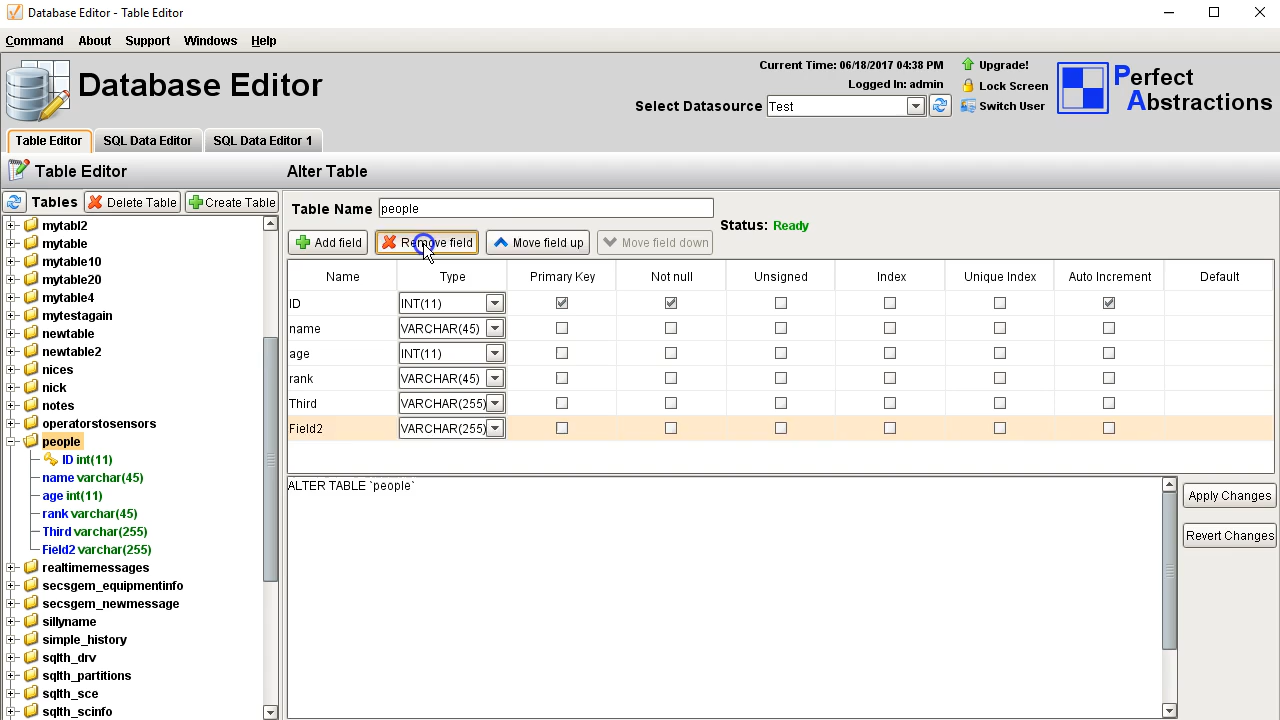 Database Editor - Table Editor
Command About Support Windows Help
Database Editor
Current Time: 06/18/2017 04:38 PM
Logged In: admin
Select Datasource Test
Upgrade!
Lock Screen
Switch User
Perfect
Abstractions
Table Editor SQL Data Editor SQL Data Editor 1
Table Editor
Alter Table
Tables Delete Table Create Table
mytabl2
mytable
mytable10
mytable20
mytable4
mytestagain
newtable
newtable2
nices
nick
notes
operatorstosensors
people
ID int(11)
name varchar(45)
age int(11)
rank varchar(45)
Third varchar(255)
Field2 varchar(255)
realtimemessages
secsgem_equipmentinfo
secsgem_newmessage
sillyname
simple_history
sqlth_drv
sqlth_partitions
sqlth_sce
sqlth_scinfo
Table Name people
Status: Ready
Add field Remove field Move field up Move field down
Name Type Primary Key Not null Unsigned Index Unique Index Auto Increment Default
ID INT(11)
name VARCHAR(45)
age INT(11)
rank VARCHAR(45)
Third VARCHAR(255)
Field2 VARCHAR(255)
ALTER TABLE `people`
Apply Changes
Revert Changes